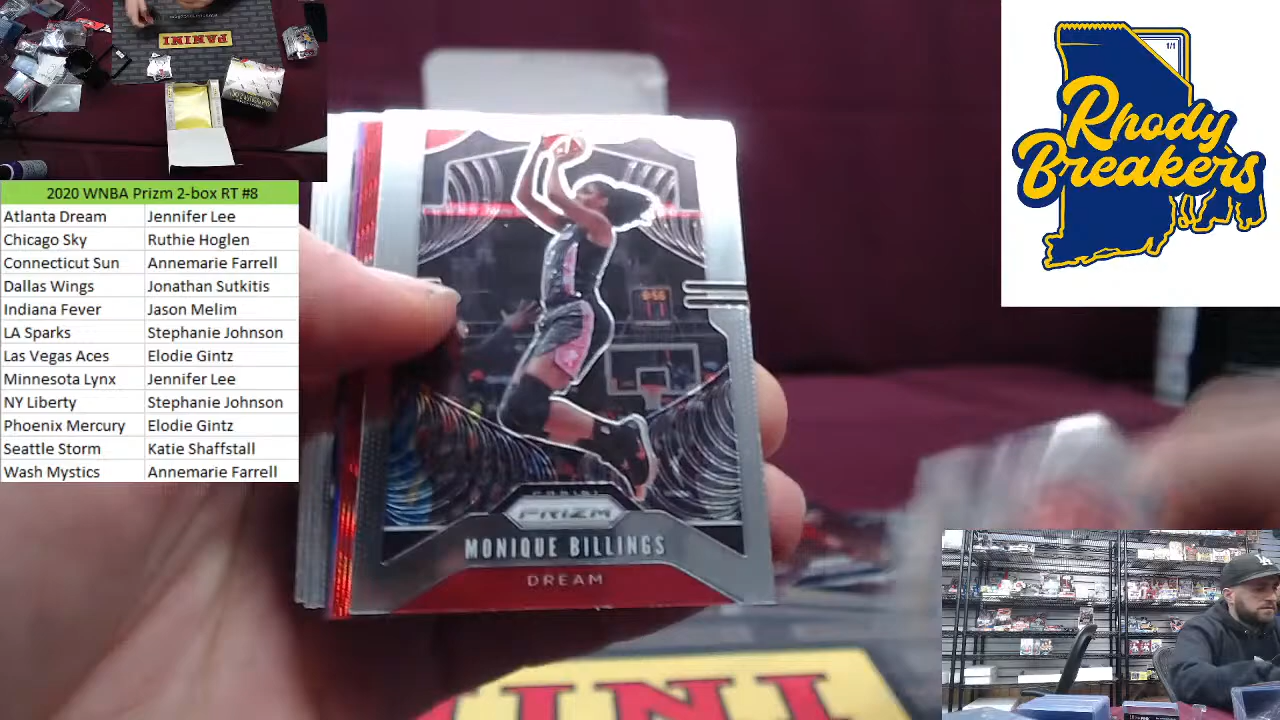 PANINI
2020 WNBA Prizm 2-box RT #8
Atlanta Dream Jennifer Lee
Chicago Sky Ruthie Hoglen
Connecticut Sun Annemarie Farrell
Dallas Wings Jonathan Sutkitis
Indiana Fever Jason Melim
LA Sparks Stephanie Johnson
Las Vegas Aces Elodie Gintz
Minnesota Lynx Jennifer Lee
NY Liberty Stephanie Johnson
Phoenix Mercury Elodie Gintz
Seattle Storm Katie Shaffstall
Wash Mystics Annemarie Farrell
1/1
Rhody
Breakers
PANINI
PRIZM
MONIQUE BILLINGS
DREAM